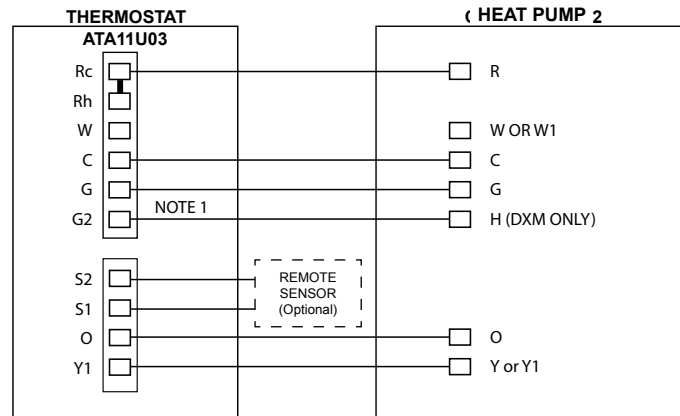 THERMOSTAT
ATA11U03
( HEAT PUMP 2
Rc
R
Rh
W
W OR W1
C
C
G
G
G2
NOTE 1
H (DXM ONLY)
S2
REMOTE
SENSOR
(Optional)
S1
O
O
Y1
Y or Y1